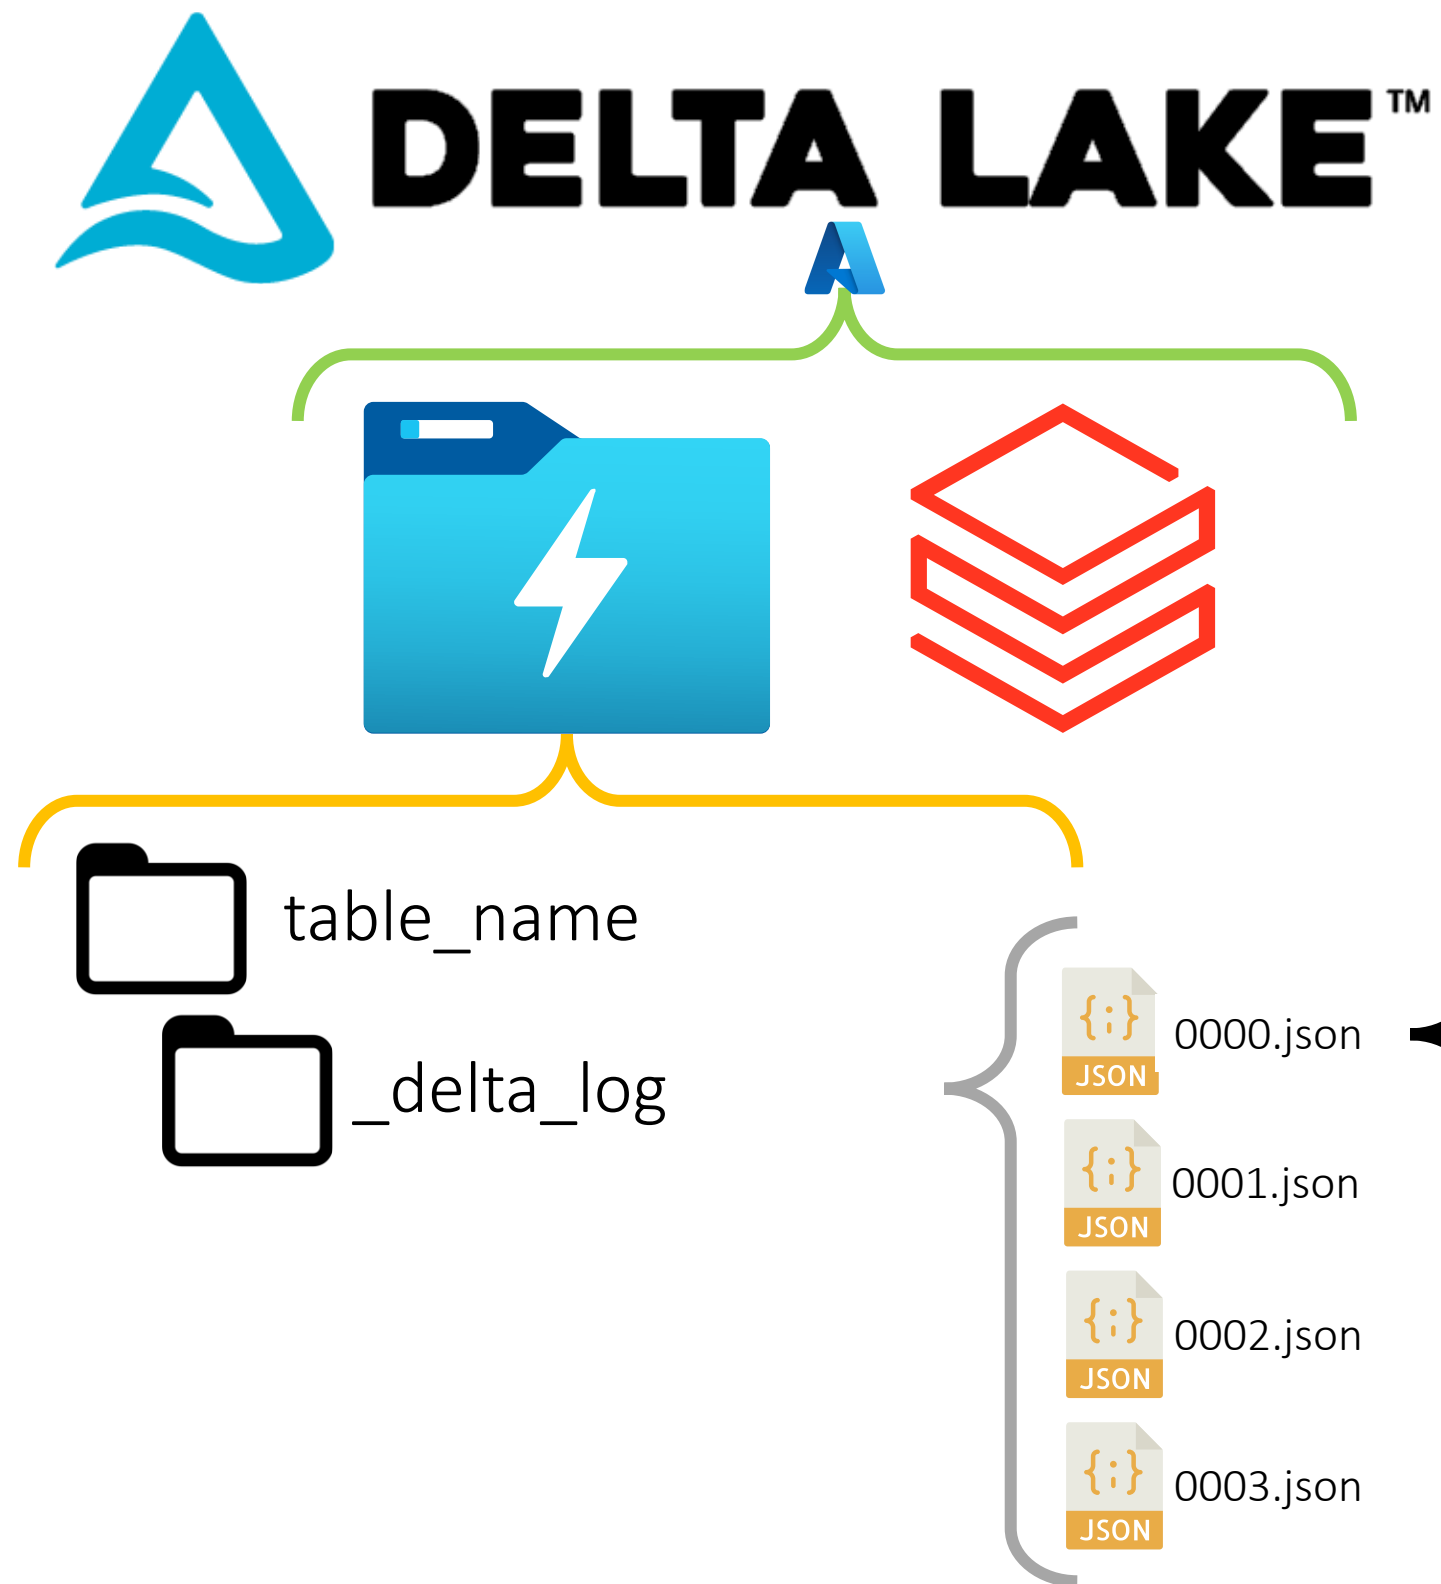 DELTA LAKE™
table_name
_delta_log
{;} JSON 0000.json
{;} JSON 0001.json
{;} JSON 0002.json
{;} JSON 0003.json